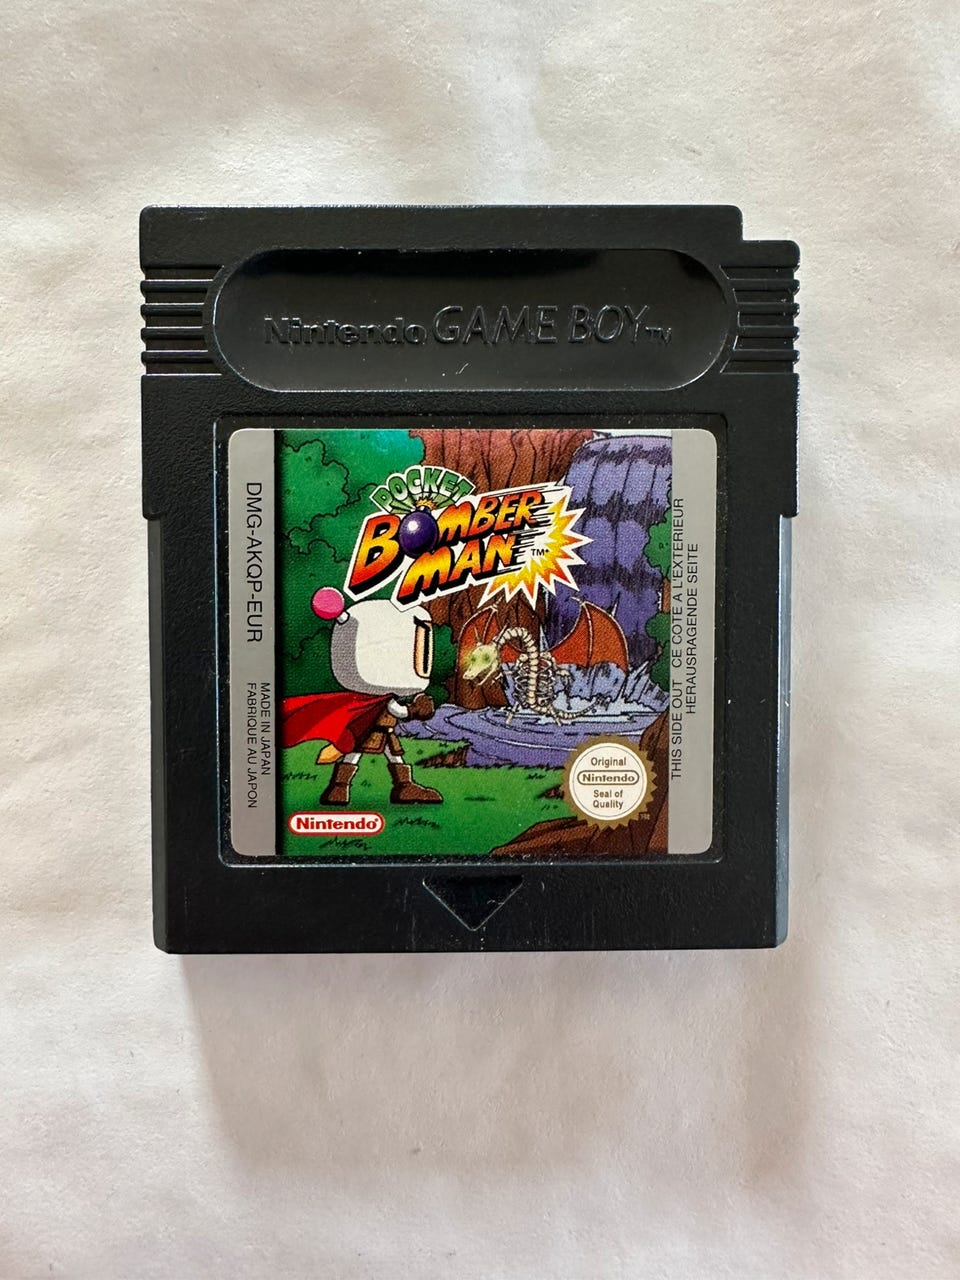 Nintendo GAME BOY TM
POCKET
BOMBER
MAN TM
DMG-AKQP-EUR
MADE IN JAPAN
FABRIQUE AU JAPON
THIS SIDE OUT CE COTE A L'EXTERIEUR
HERAUSRAGENDE SEITE
Original
Nintendo
Seal of
Quality
Nintendo®